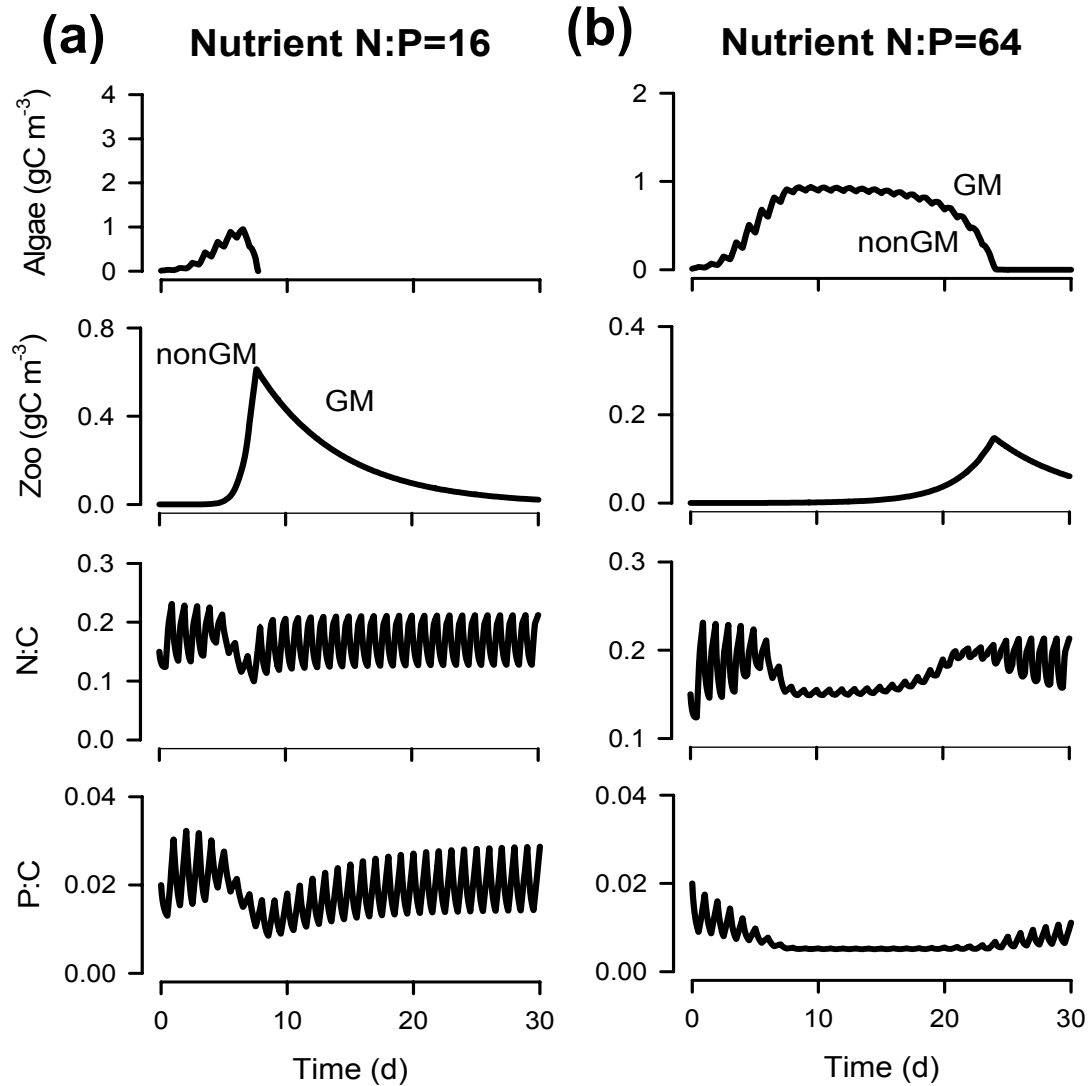 (a) Nutrient N:P=16
Algae (gC m-3)
4
3
2
1
0
Zoo (gC m-3)
0.8
0.4
0.0
nonGM
GM
N:C
0.3
0.2
0.1
0.0
P:C
0.04
0.02
0.00
0 10 20 30
Time (d)
(b) Nutrient N:P=64
2
1
0
GM
nonGM
0.4
0.2
0.0
0.3
0.2
0.1
0.04
0.02
0.00
0 10 20 30
Time (d)